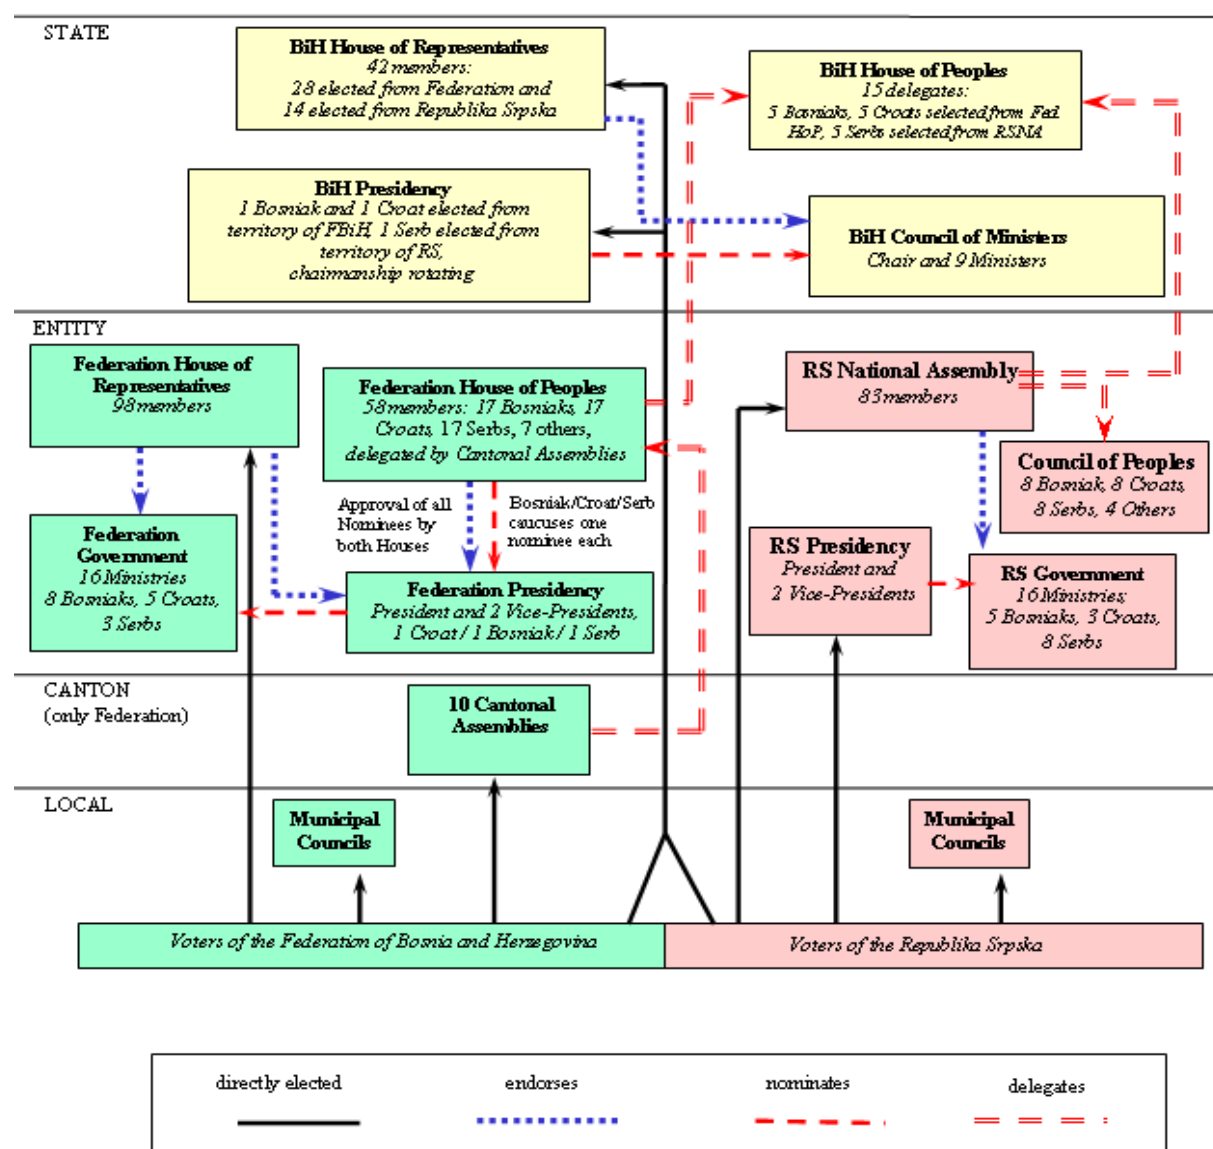 STATE
BiH House of Representatives
42 members:
28 elected from Federation and
14 elected from Republika Srpska
BiH House of Peoples
15 delegates:
5 Bosniaks, 5 Croats selected from Fed
HoP, 5 Serbs selected from RSNA
BiH Presidency
1 Bosniak and 1 Croat elected from
territory of FBiH, 1 Serb elected from
territory of RS,
chairmanship rotating
BiH Council of Ministers
Chair and 9 Ministers
ENTITY
Federation House of
Representatives
98 members
Federation House of Peoples
58 members: 17 Bosniaks, 17
Croats, 17 Serbs, 7 others,
delegated by Cantonal Assemblies
RS National Assembly
83 members
Council of Peoples
8 Bosniak, 8 Croats,
8 Serbs, 4 Others
Approval of all
Nominees by
both Houses
Bosniak/Croat/Serb
caucuses one
nominee each
Federation
Government
16 Ministries
8 Bosniaks, 5 Croats,
3 Serbs
Federation Presidency
President and 2 Vice-Presidents,
1 Croat / 1 Bosniak / 1 Serb
RS Presidency
President and
2 Vice-Presidents
RS Government
16 Ministries;
5 Bosniaks, 3 Croats,
8 Serbs
CANTON
(only Federation)
10 Cantonal
Assemblies
LOCAL
Municipal
Councils
Municipal
Councils
Voters of the Federation of Bosnia and Herzegovina
Voters of the Republika Srpska
directly elected
endorses
nominates
delegates